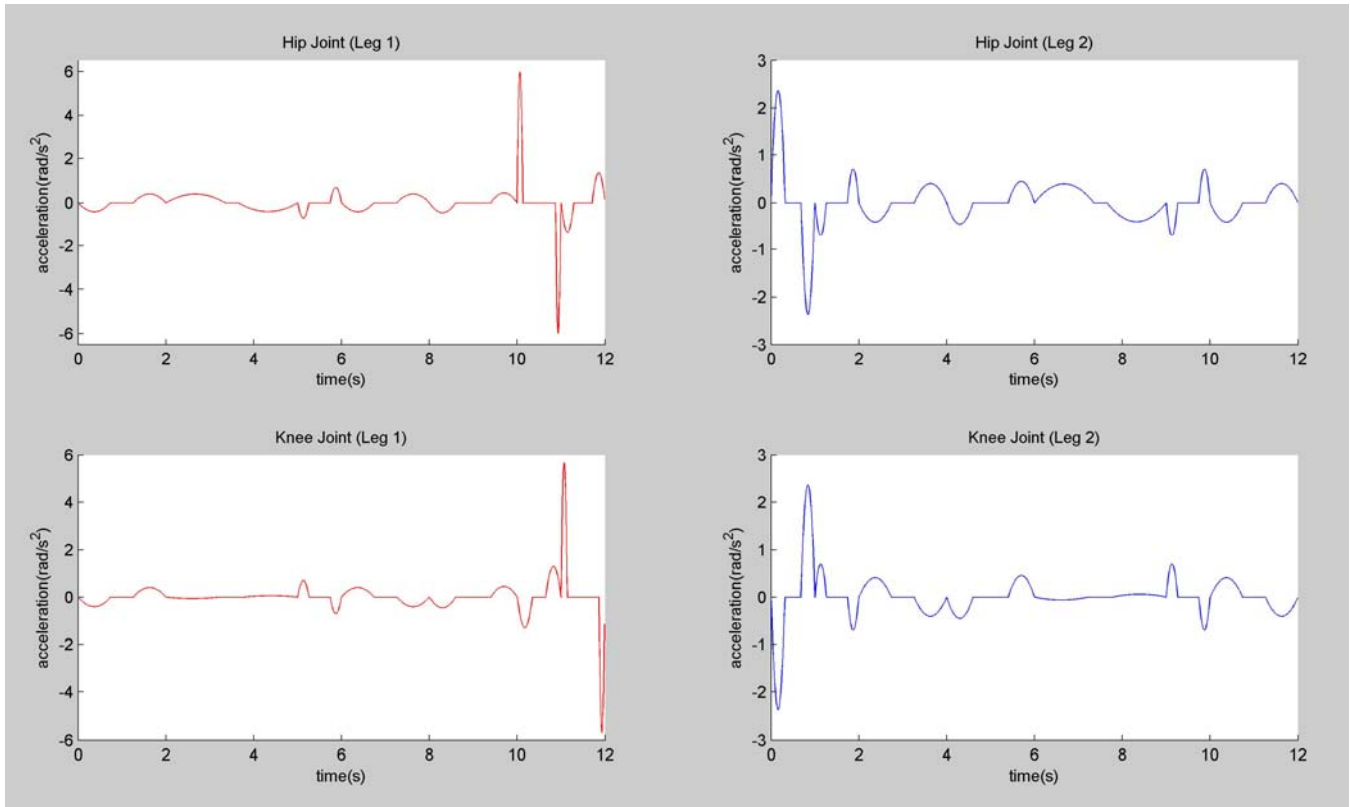 Hip Joint (Leg 1)
acceleration(rad/s²)
6
4
2
0
-2
-4
-6
0 2 4 6 8 10 12
time(s)
Hip Joint (Leg 2)
acceleration(rad/s²)
3
2
1
0
-1
-2
-3
0 2 4 6 8 10 12
time(s)
Knee Joint (Leg 1)
acceleration(rad/s²)
6
4
2
0
-2
-4
-6
0 2 4 6 8 10 12
time(s)
Knee Joint (Leg 2)
acceleration(rad/s²)
3
2
1
0
-1
-2
-3
0 2 4 6 8 10 12
time(s)